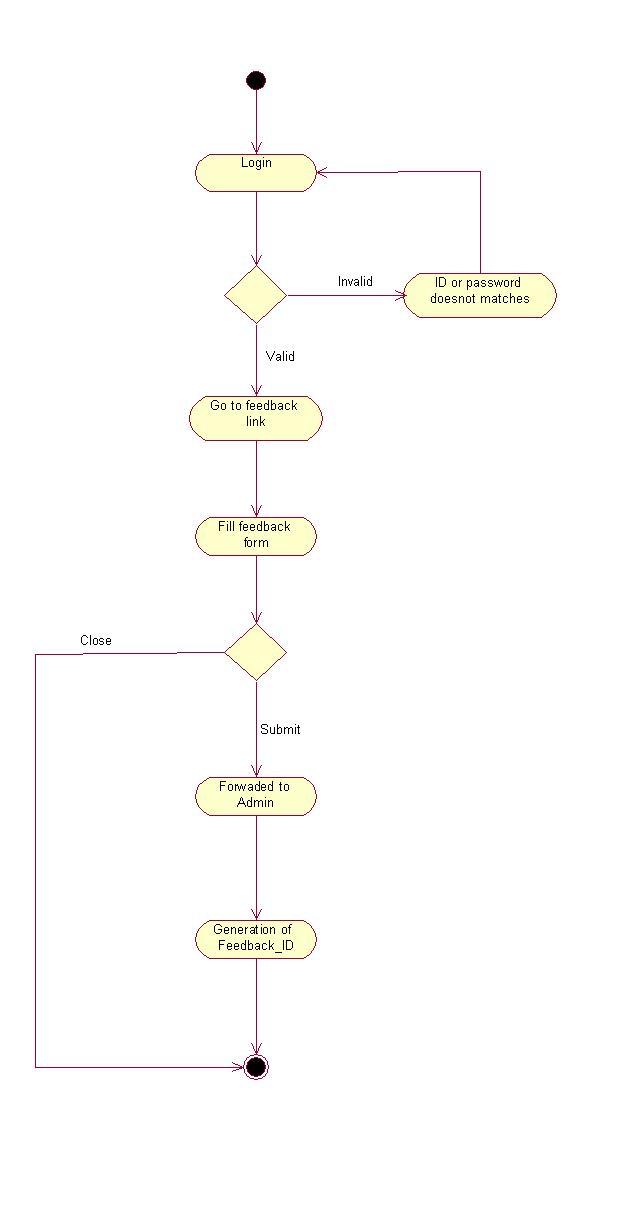 Login
Invalid
ID or password
doesnot matches
Valid
Go to feedback
link
Fill feedback
form
Close
Submit
Forwaded to
Admin
Generation of
Feedback_ID